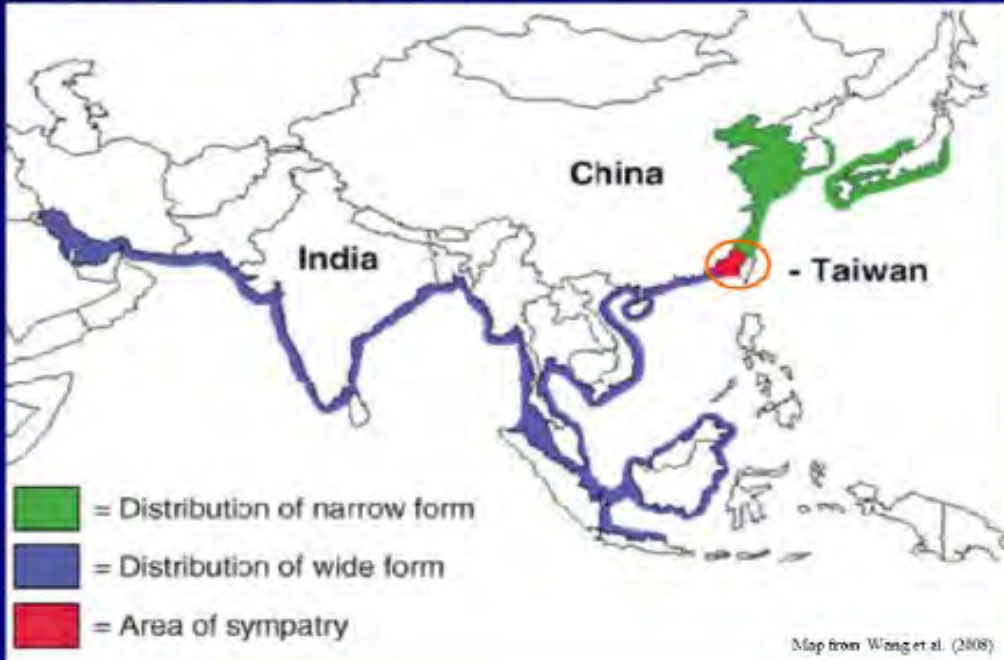 China
India
- Taiwan
= Distribution of narrow form
= Distribution of wide form
= Area of sympatry
Map from Wang et al. (2008)